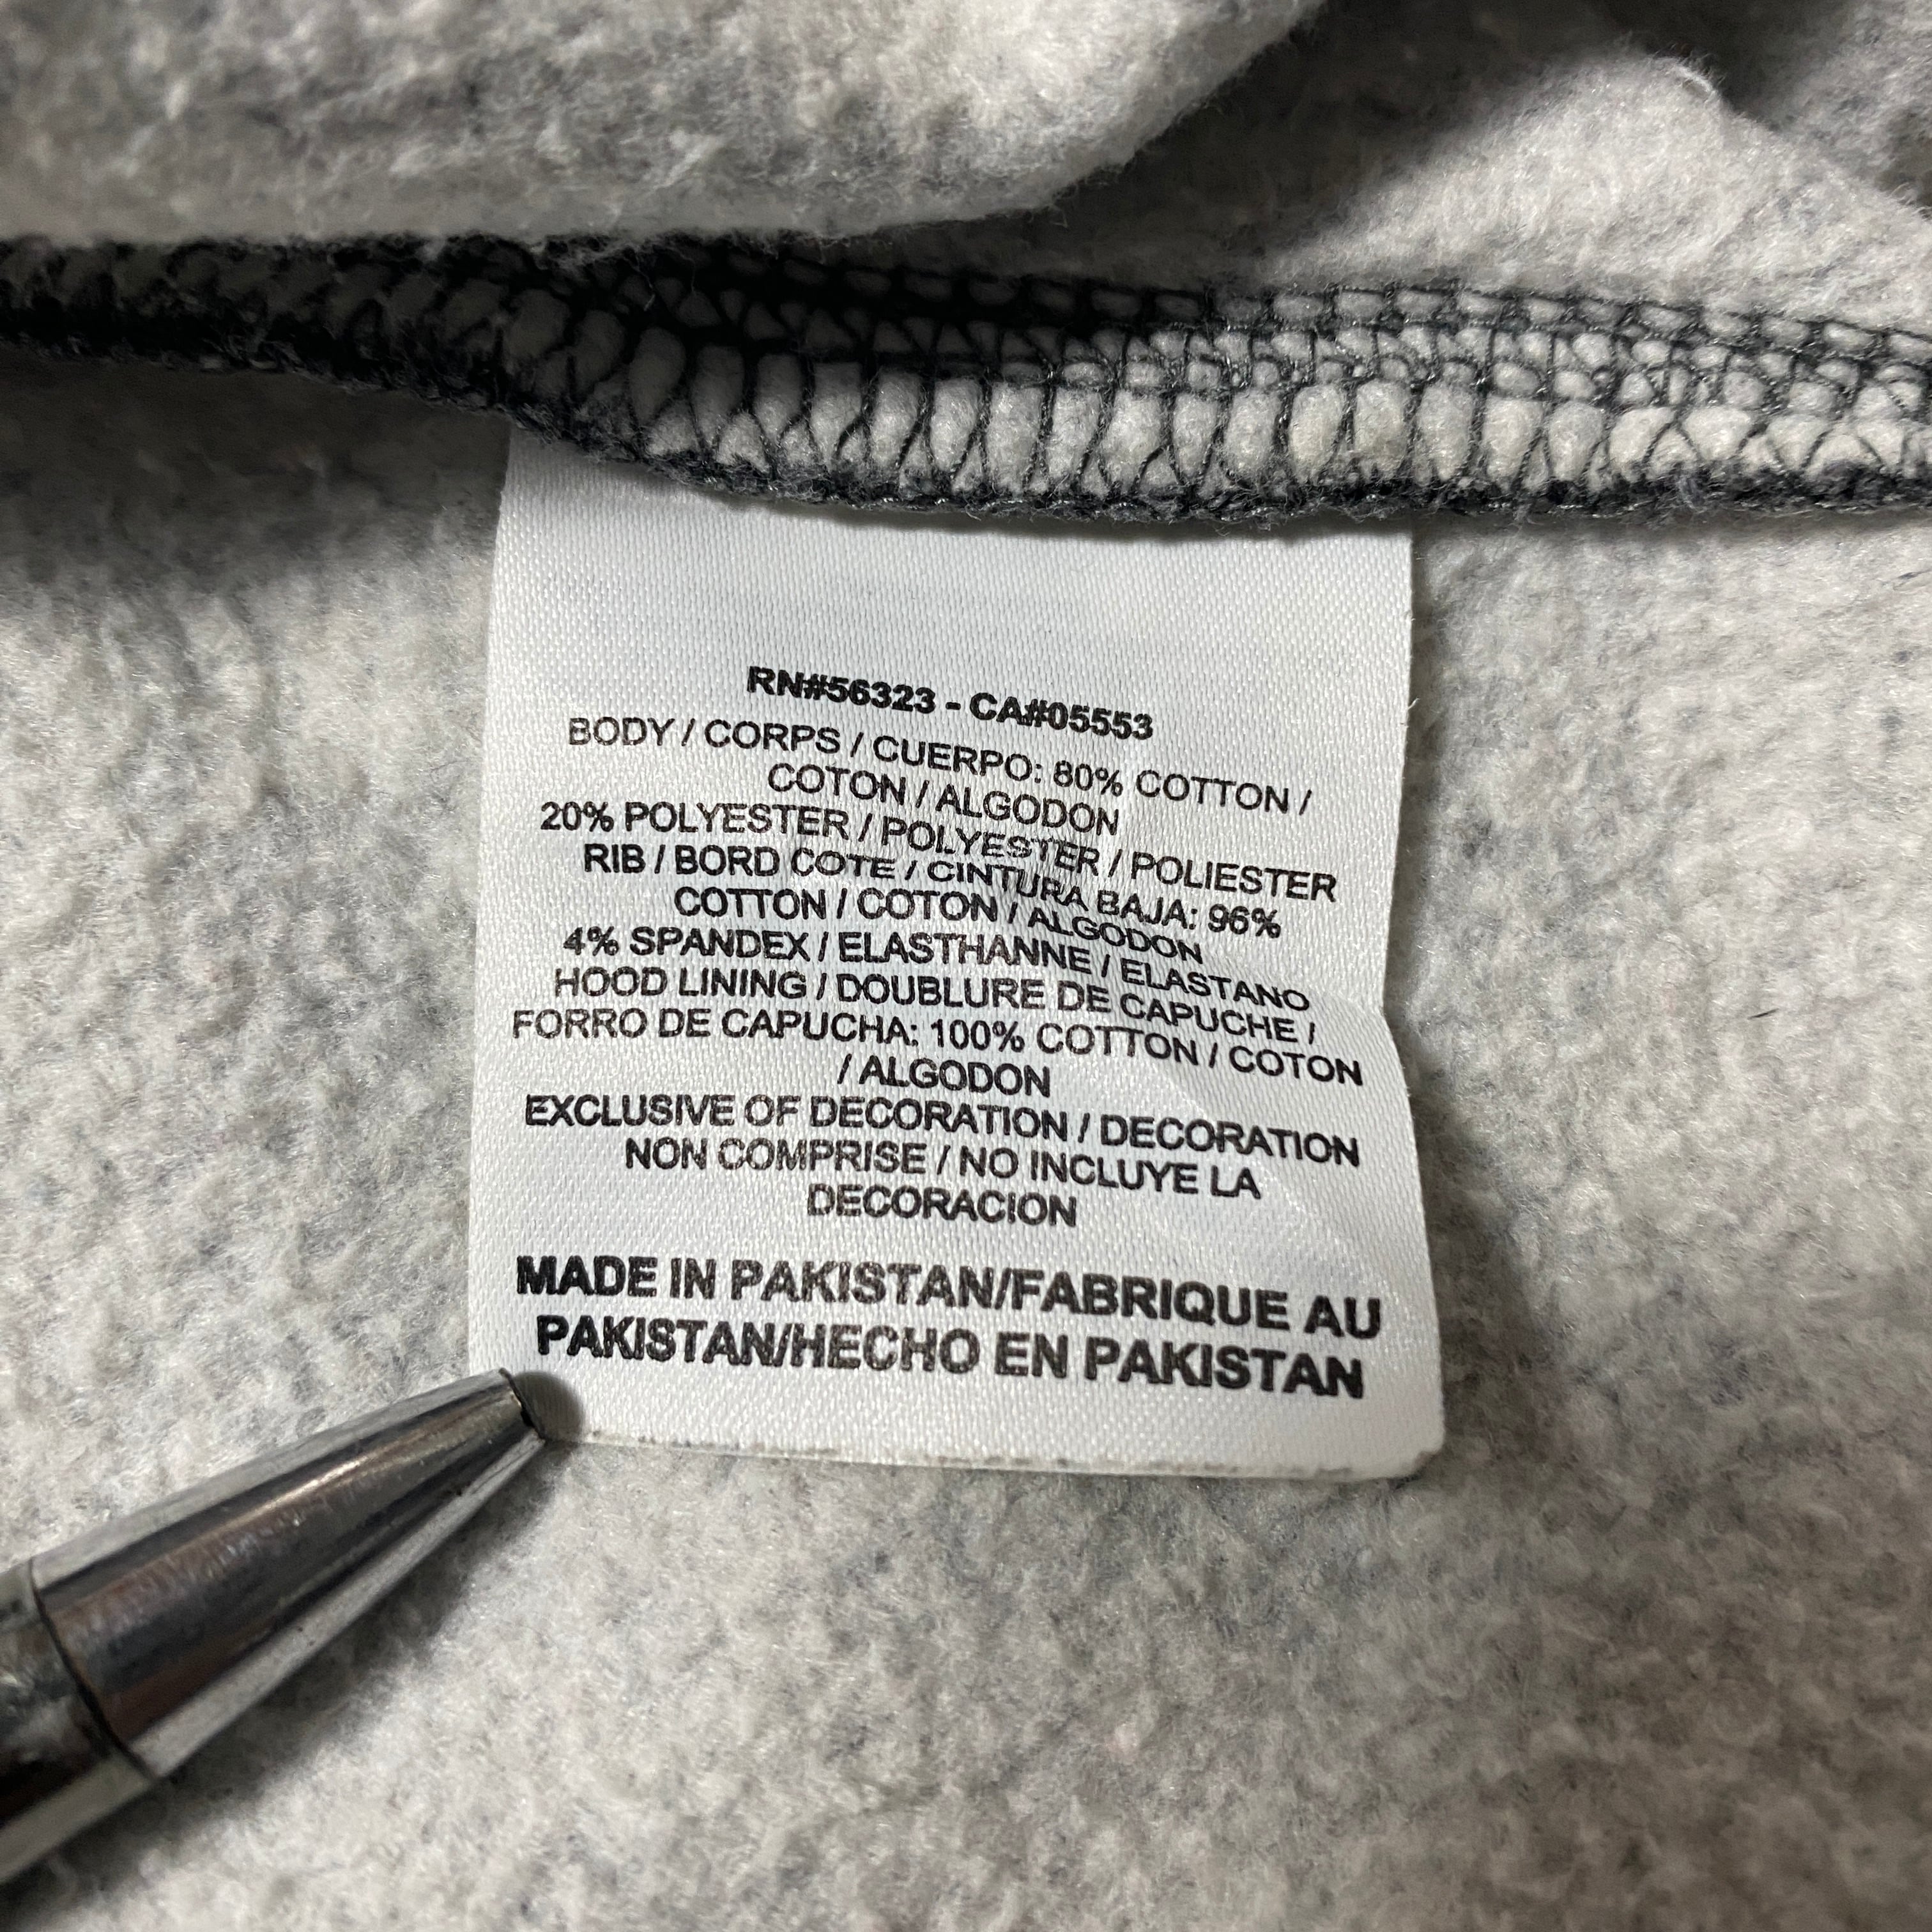 RN#56323 - CA#05553
BODY / CORPS / CUERPO: 80% COTTON /
COTON / ALGODON
20% POLYESTER / POLYESTER / POLIESTER
RIB / BORD COTE / CINTURA BAJA: 96%
COTTON / COTON / ALGODON
4% SPANDEX / ELASTHANNE / ELASTANO
HOOD LINING / DOUBLURE DE CAPUCHE /
FORRO DE CAPUCHA: 100% COTTON / COTON
/ ALGODON
EXCLUSIVE OF DECORATION / DECORATION
NON COMPRISE / NO INCLUYE LA
DECORACION
MADE IN PAKISTAN/FABRIQUE AU
PAKISTAN/HECHO EN PAKISTAN